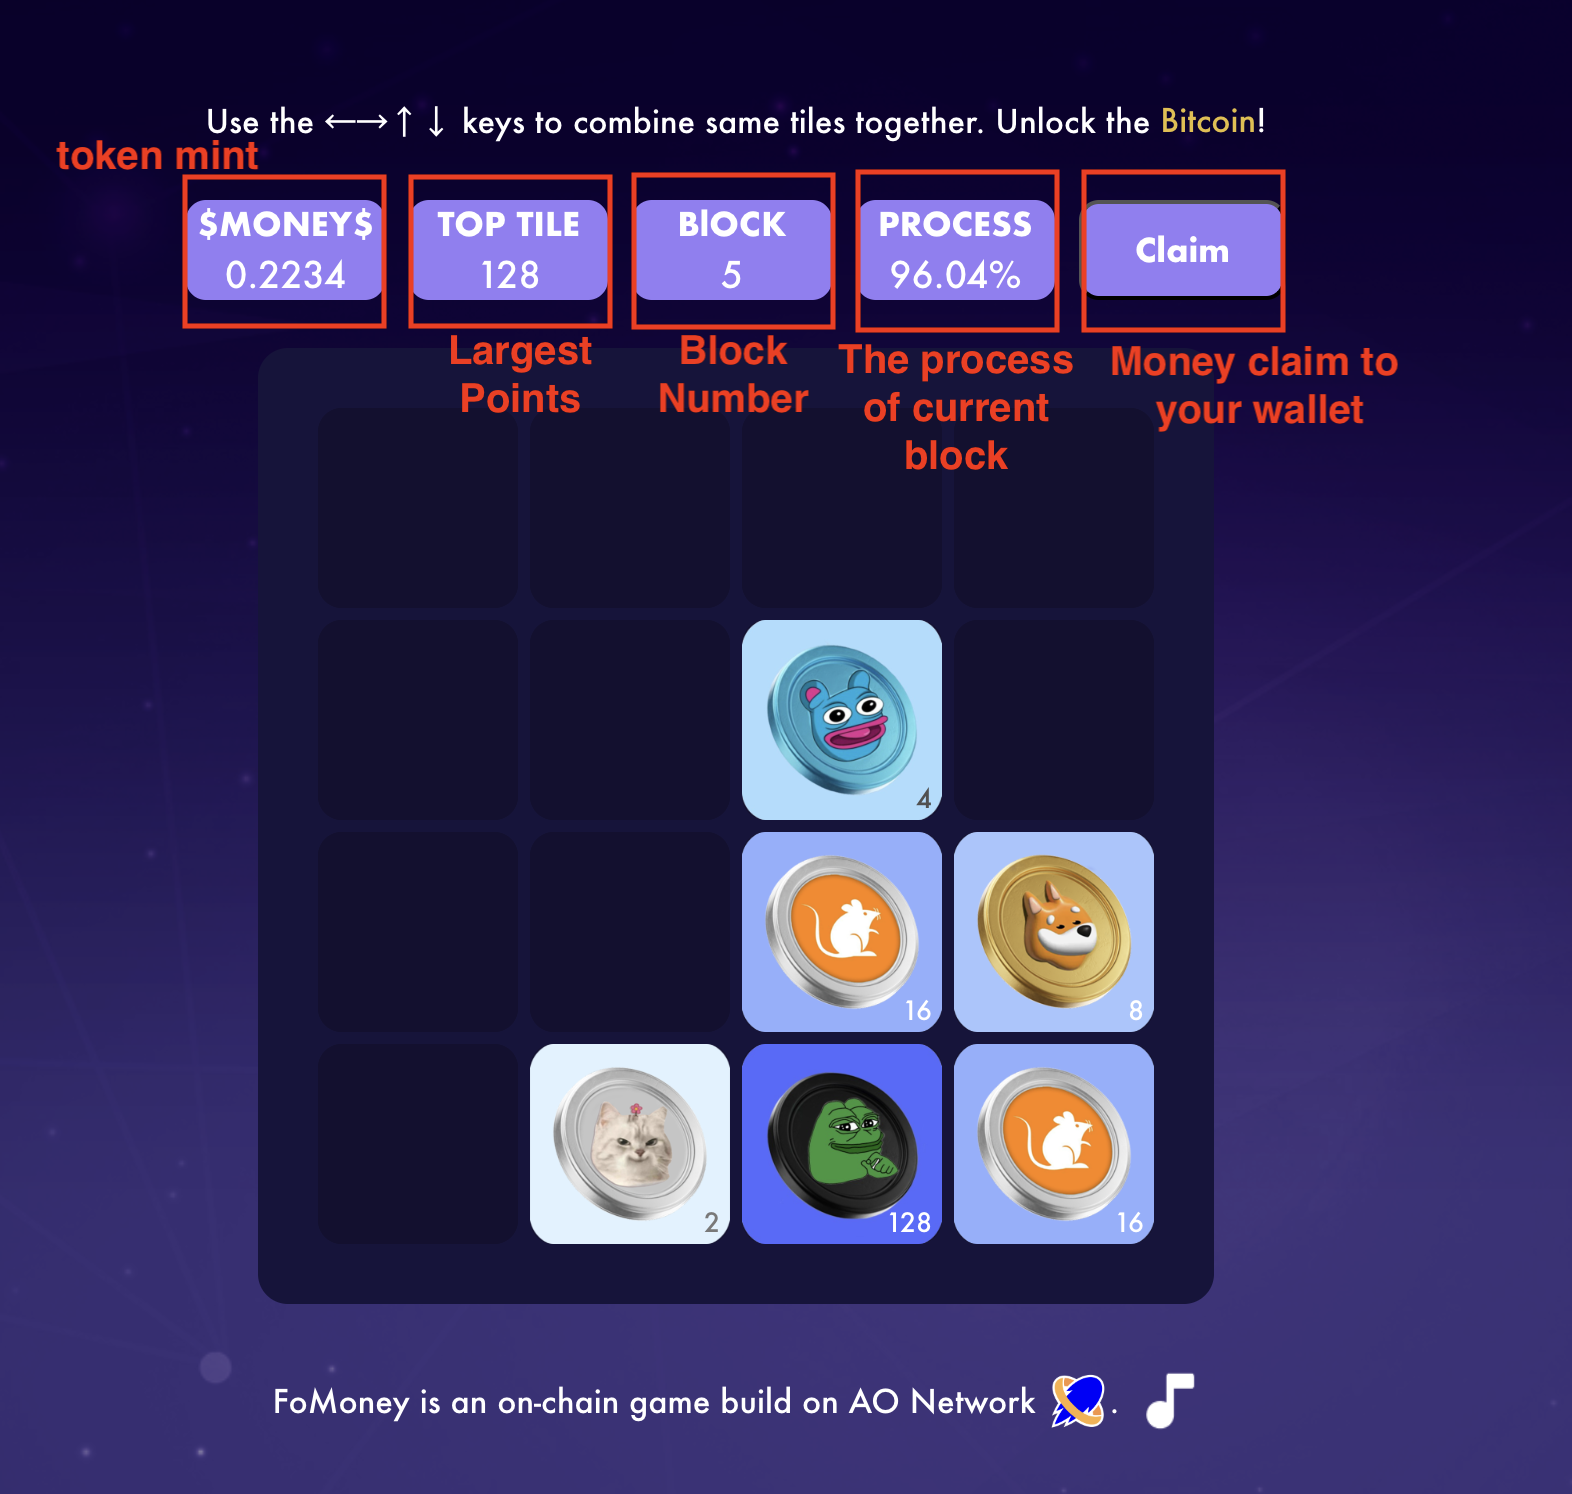 Use the ←→↑ ↓ keys to combine same tiles together. Unlock the Bitcoin!
token mint
$MONEY$
0.2234
TOP TILE
128
BlOCK
5
PROCESS
96.04%
Claim
Largest
Points
Block
Number
The process
of current
block
Money claim to
your wallet
4
16
8
2
128
16
FoMoney is an on-chain game build on AO Network .